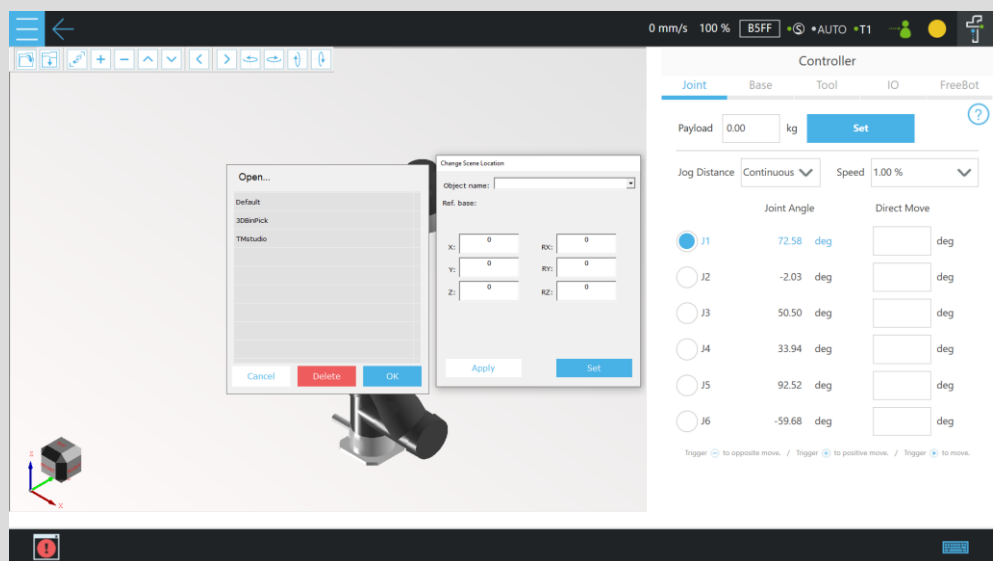 0 mm/s 100 % B5FF •Ⓢ •AUTO •T1
Controller
Joint Base Tool IO FreeBot
?
Payload 0.00 kg Set
Jog Distance Continuous Speed 1.00 %
Joint Angle Direct Move
J1 72.58 deg deg
J2 -2.03 deg deg
J3 50.50 deg deg
J4 33.94 deg deg
J5 92.52 deg deg
J6 -59.68 deg deg
Trigger - to opposite move. / Trigger + to positive move. / Trigger to move.
Open...
Default
3DBinPick
TMstudio
Cancel Delete OK
Change Scene Location
Object name:
Ref. base:
X: 0 RX: 0
Y: 0 RY: 0
Z: 0 RZ: 0
Apply Set
z
x